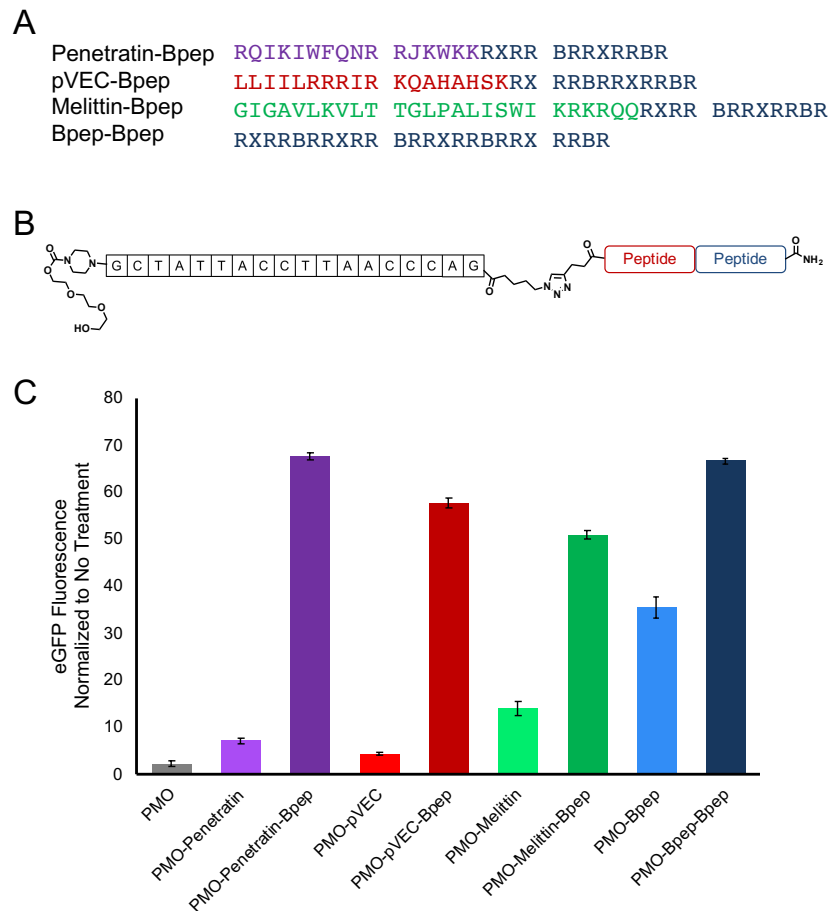 A
Penetratin-Bpep RQIKIWFQNR RJKWKKRXRR BRRXRRBR
pVEC-Bpep LLIILRRRIR KQAHAHSKRX RRBRRXRRBR
Melittin-Bpep GIGAVLKVLT TGLPALISWI KRKRQQRXRR BRRXRRBR
Bpep-Bpep RXRRBRRXRR BRRXRRBRRX RRBR
B
O
O
O
O
HO
N
N
G C T A T T A C C T T A A C C C A G
O
N
N
N
O
Peptide
Peptide
O
NH2
C
eGFP Fluorescence
Normalized to No Treatment
80
70
60
50
40
30
20
10
0
PMO
PMO-Penetratin
PMO-Penetratin-Bpep
PMO-pVEC
PMO-pVEC-Bpep
PMO-Melittin
PMO-Melittin-Bpep
PMO-Bpep
PMO-Bpep-Bpep